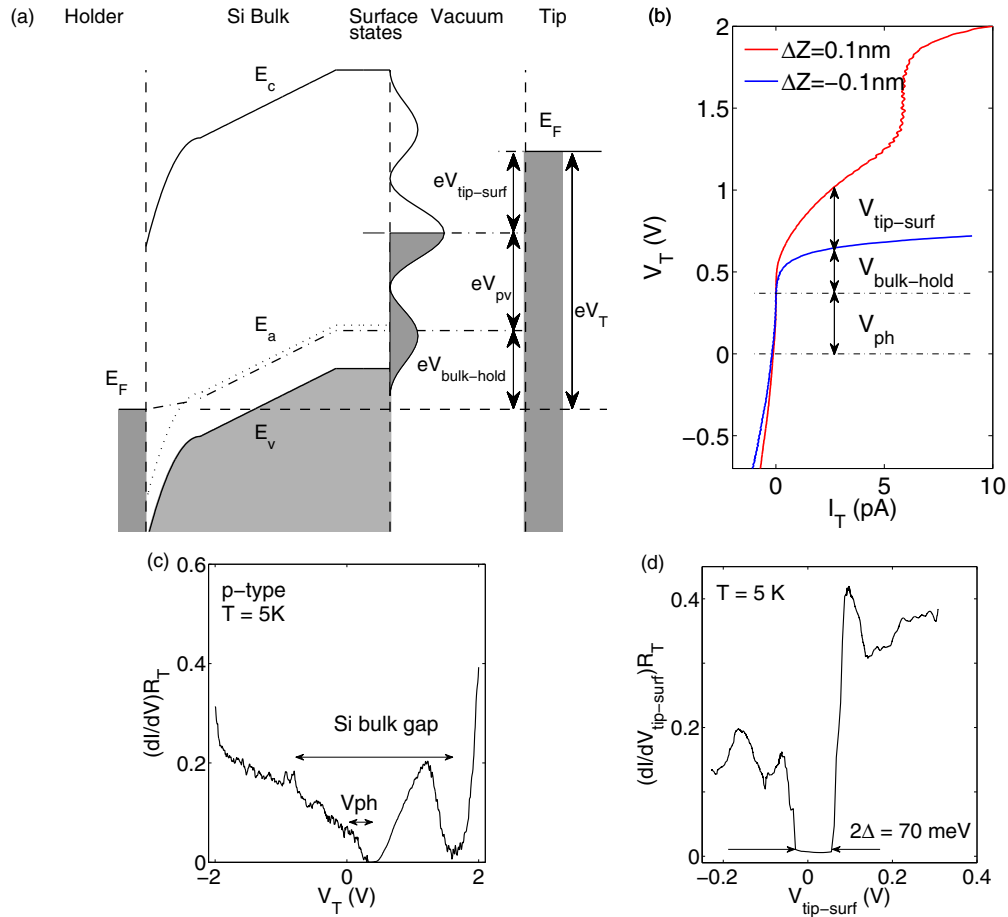 (a)
Holder Si Bulk Surface states Vacuum Tip
E_c
E_F
eV_tip−surf
eV_pv
eV_T
E_a
eV_bulk−hold
E_F
E_v
(b)
ΔZ=0.1nm
ΔZ=−0.1nm
2
1.5
1
0.5
0
−0.5
V_T (V)
V_tip−surf
V_bulk−hold
V_ph
0 5 10
I_T (pA)
(c)
0.6
0.4
0.2
0
(dI/dV)R_T
p−type
T = 5K
Si bulk gap
Vph
−2 0 2
V_T (V)
(d)
0.4
0.2
0
(dI/dV_tip−surf)R_T
T = 5 K
2Δ = 70 meV
−0.2 0 0.2 0.4
V_tip−surf (V)